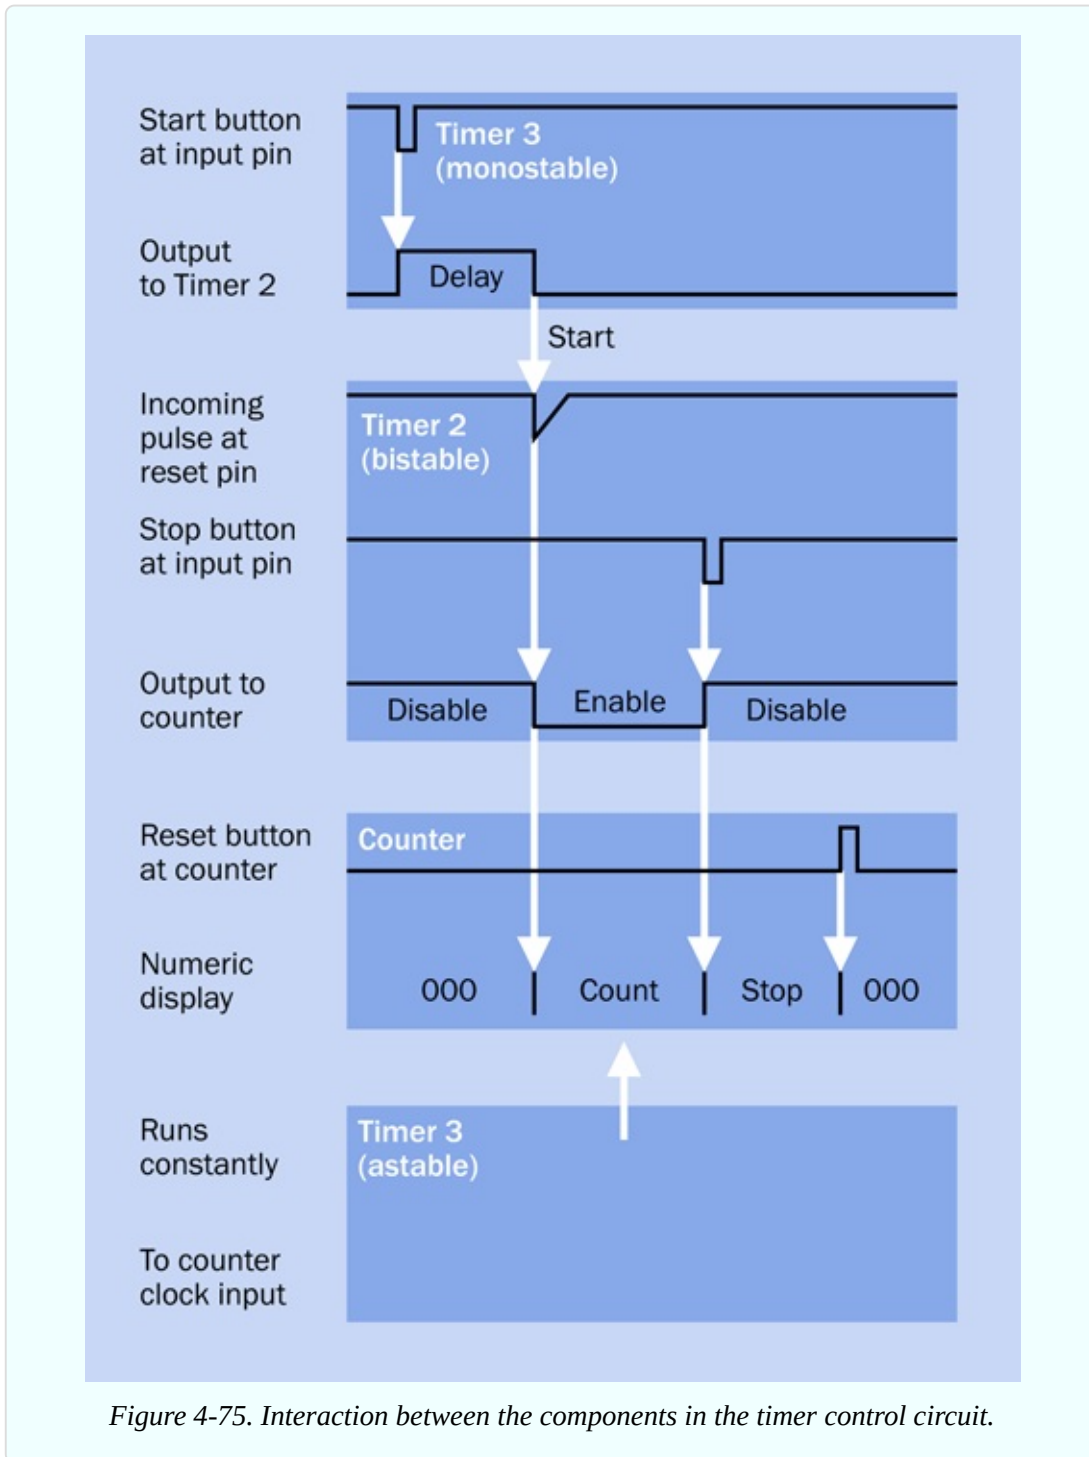 Start button
at input pin
Timer 3
(monostable)
Output
to Timer 2
Delay
Start
Incoming
pulse at
reset pin
Timer 2
(bistable)
Stop button
at input pin
Output to
counter
Disable
Enable
Disable
Reset button
at counter
Counter
Numeric
display
000
Count
Stop
000
Runs
constantly
Timer 3
(astable)
To counter
clock input
Figure 4-75. Interaction between the components in the timer control circuit.